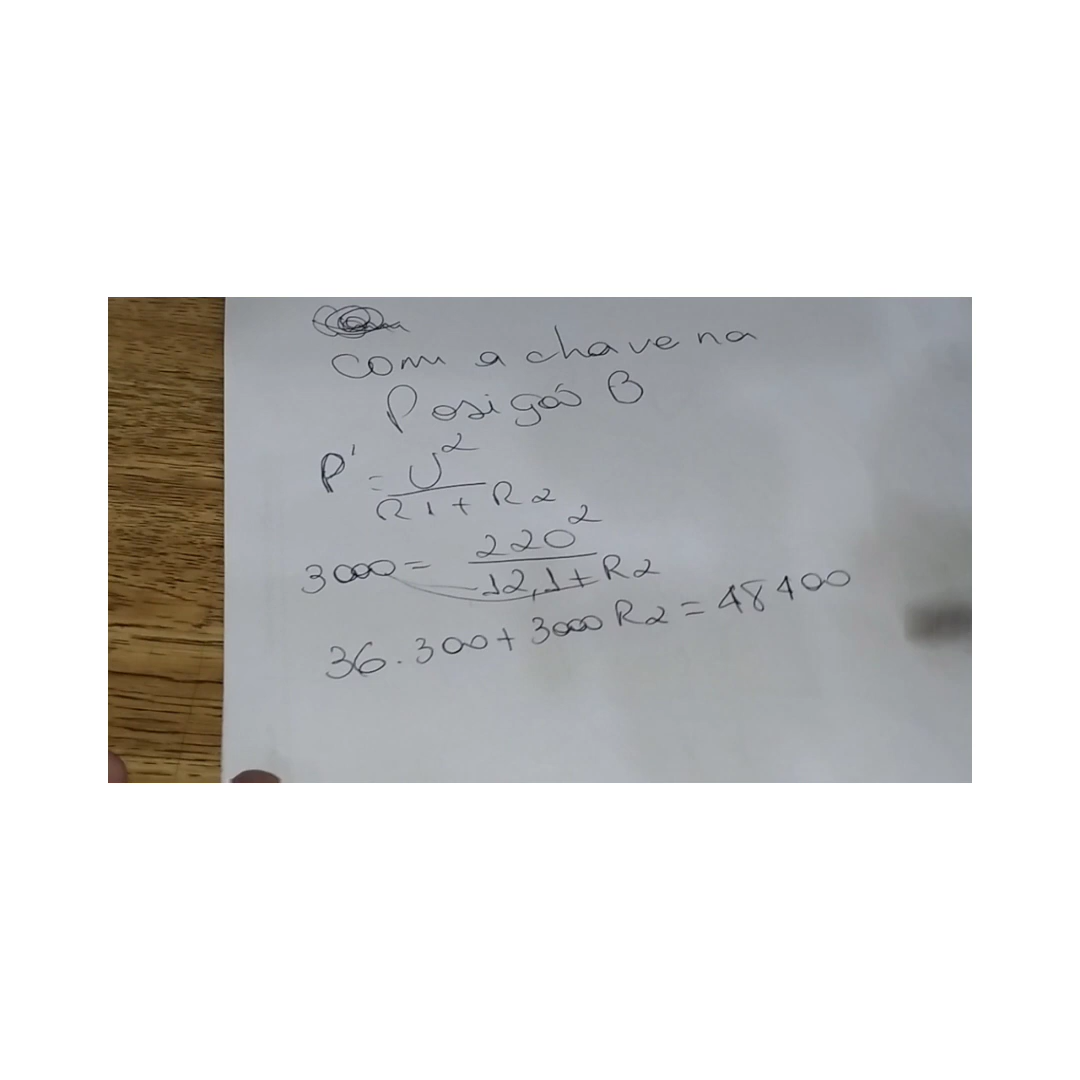 com a chave na
Posição B
P' = U²
R1 + R2
3000 = 220²
12,1 + R2
36.300 + 3000 R2 = 48400